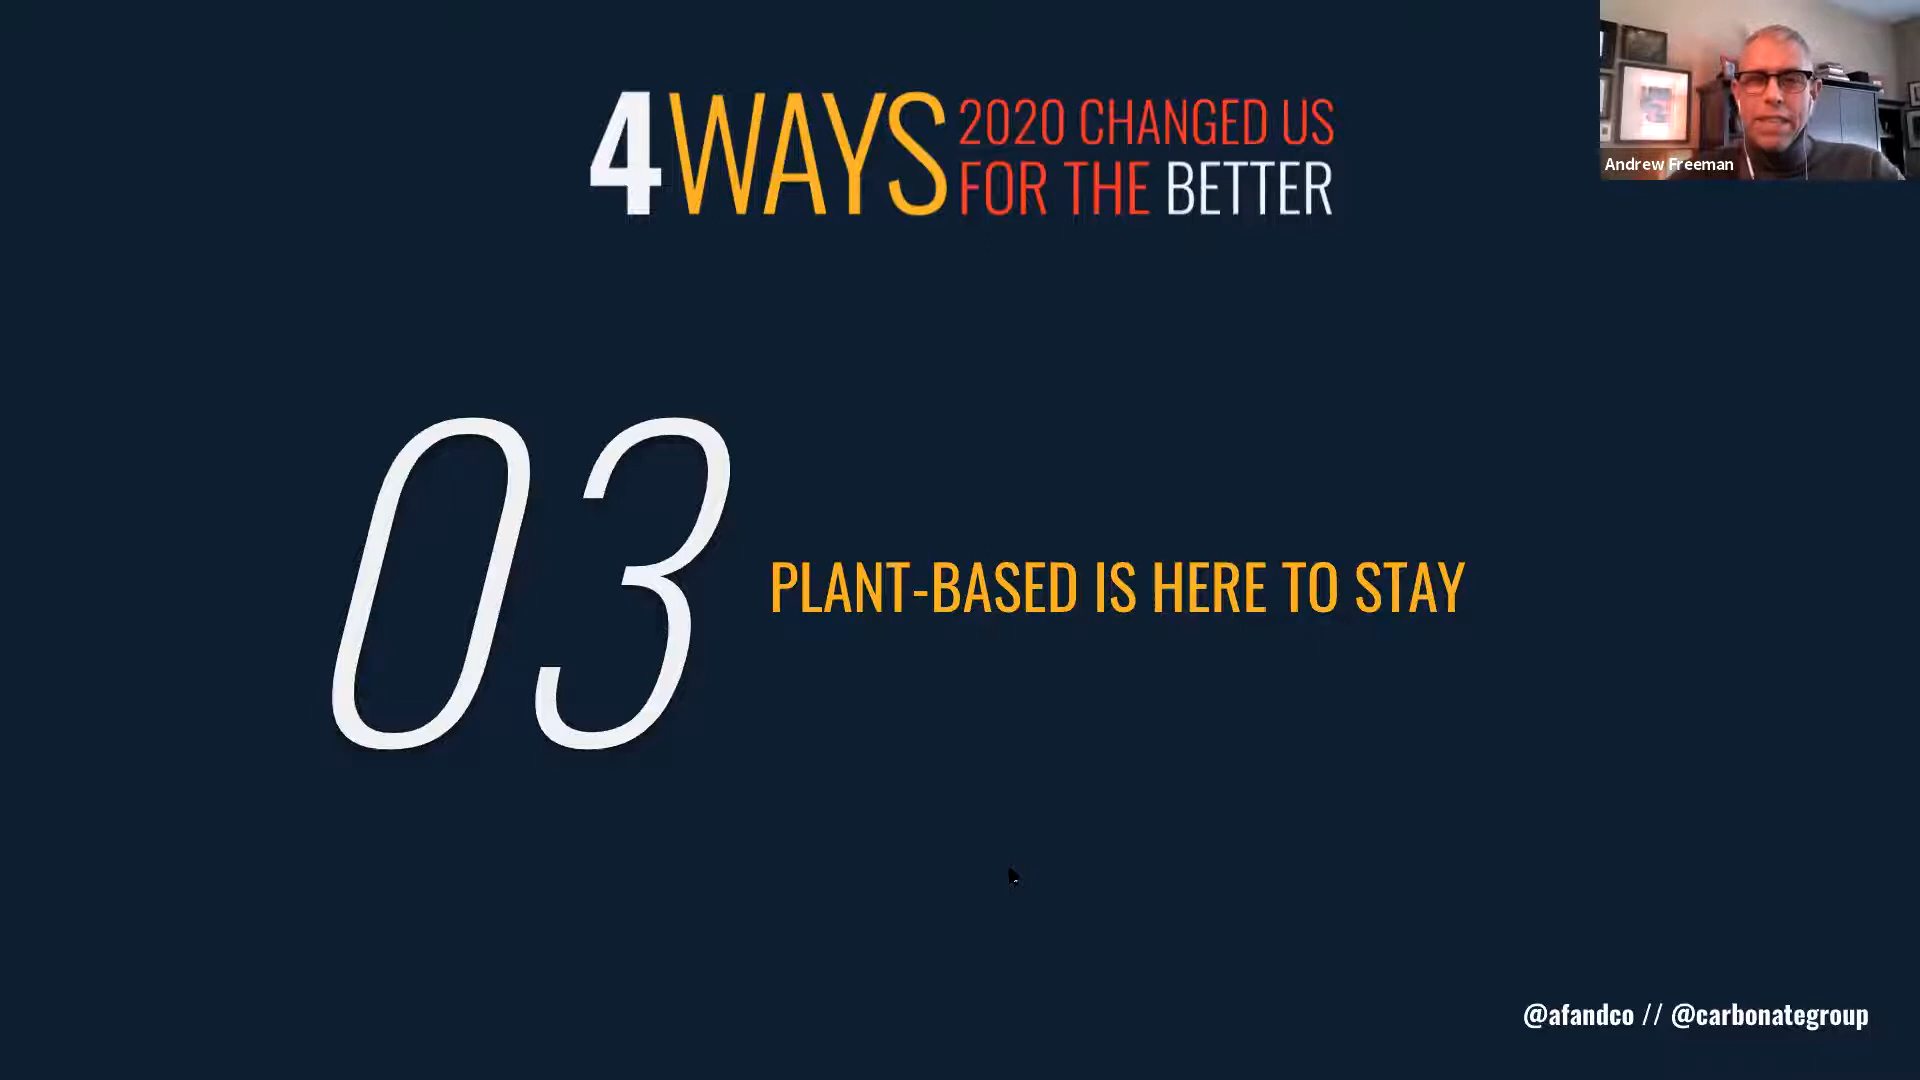 4 WAYS 2020 CHANGED US
FOR THE BETTER
Andrew Freeman
03
PLANT-BASED IS HERE TO STAY
@afandco // @carbonategroup